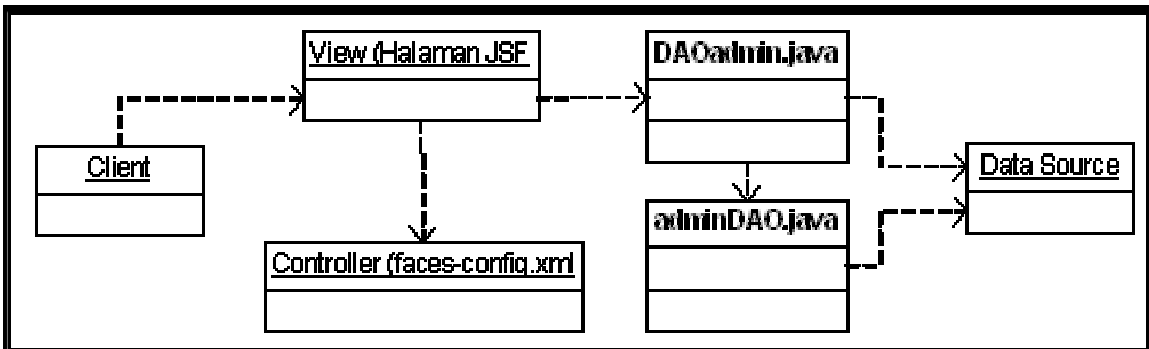 View (Halaman JSF
DAOadmin.java
Client
Data Source
adminDAO.java
Controller (faces-config.xml